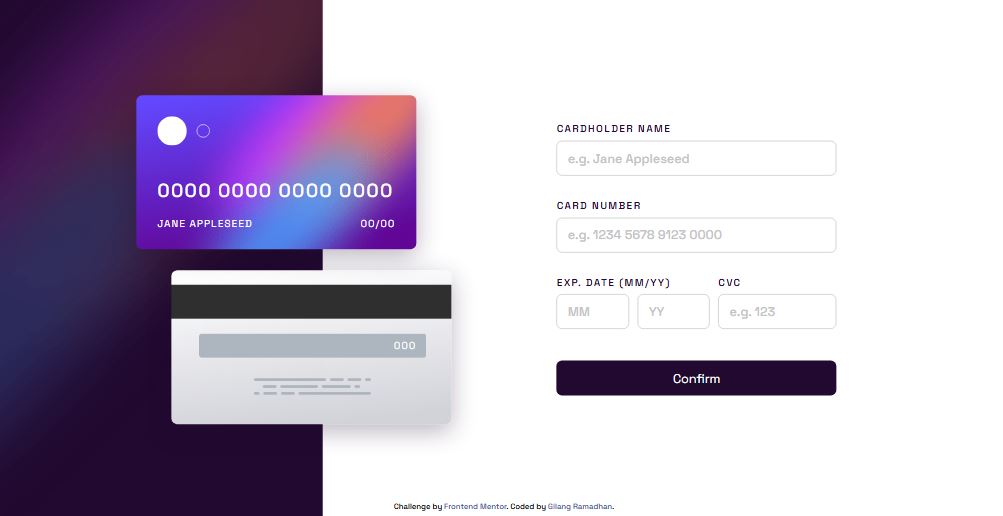 0000 0000 0000 0000
JANE APPLESEED 00/00
000
CARDHOLDER NAME
e.g. Jane Appleseed
CARD NUMBER
e.g. 1234 5678 9123 0000
EXP. DATE (MM/YY) CVC
MM YY e.g. 123
Confirm
Challenge by Frontend Mentor. Coded by Gilang Ramadhan.